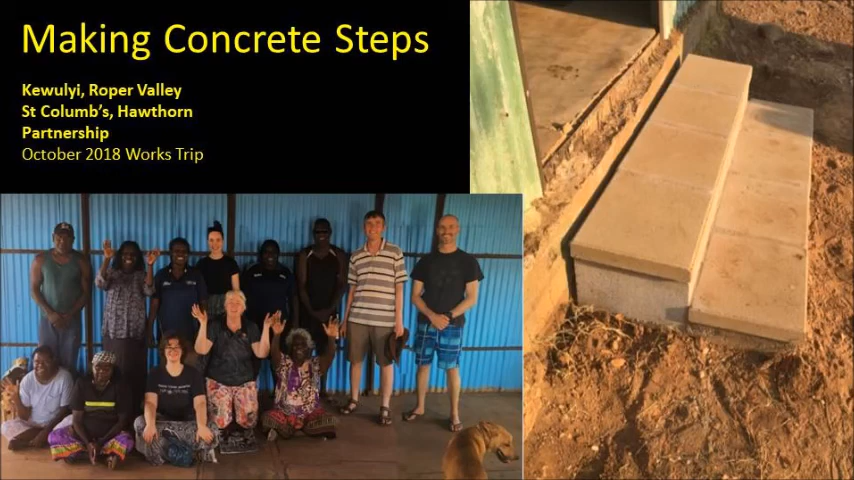 Making Concrete Steps
Kewulyi, Roper Valley
St Columb's, Hawthorn
Partnership
October 2018 Works Trip